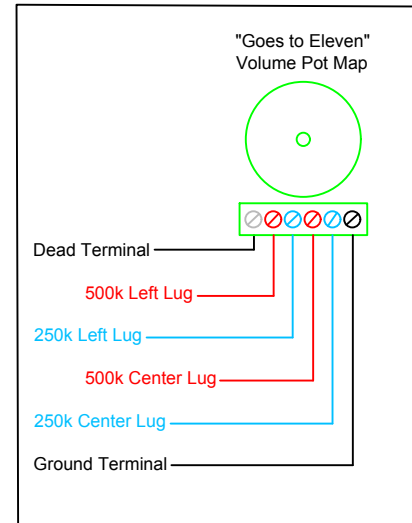 "Goes to Eleven"
Volume Pot Map
Dead Terminal
500k Left Lug
250k Left Lug
500k Center Lug
250k Center Lug
Ground Terminal